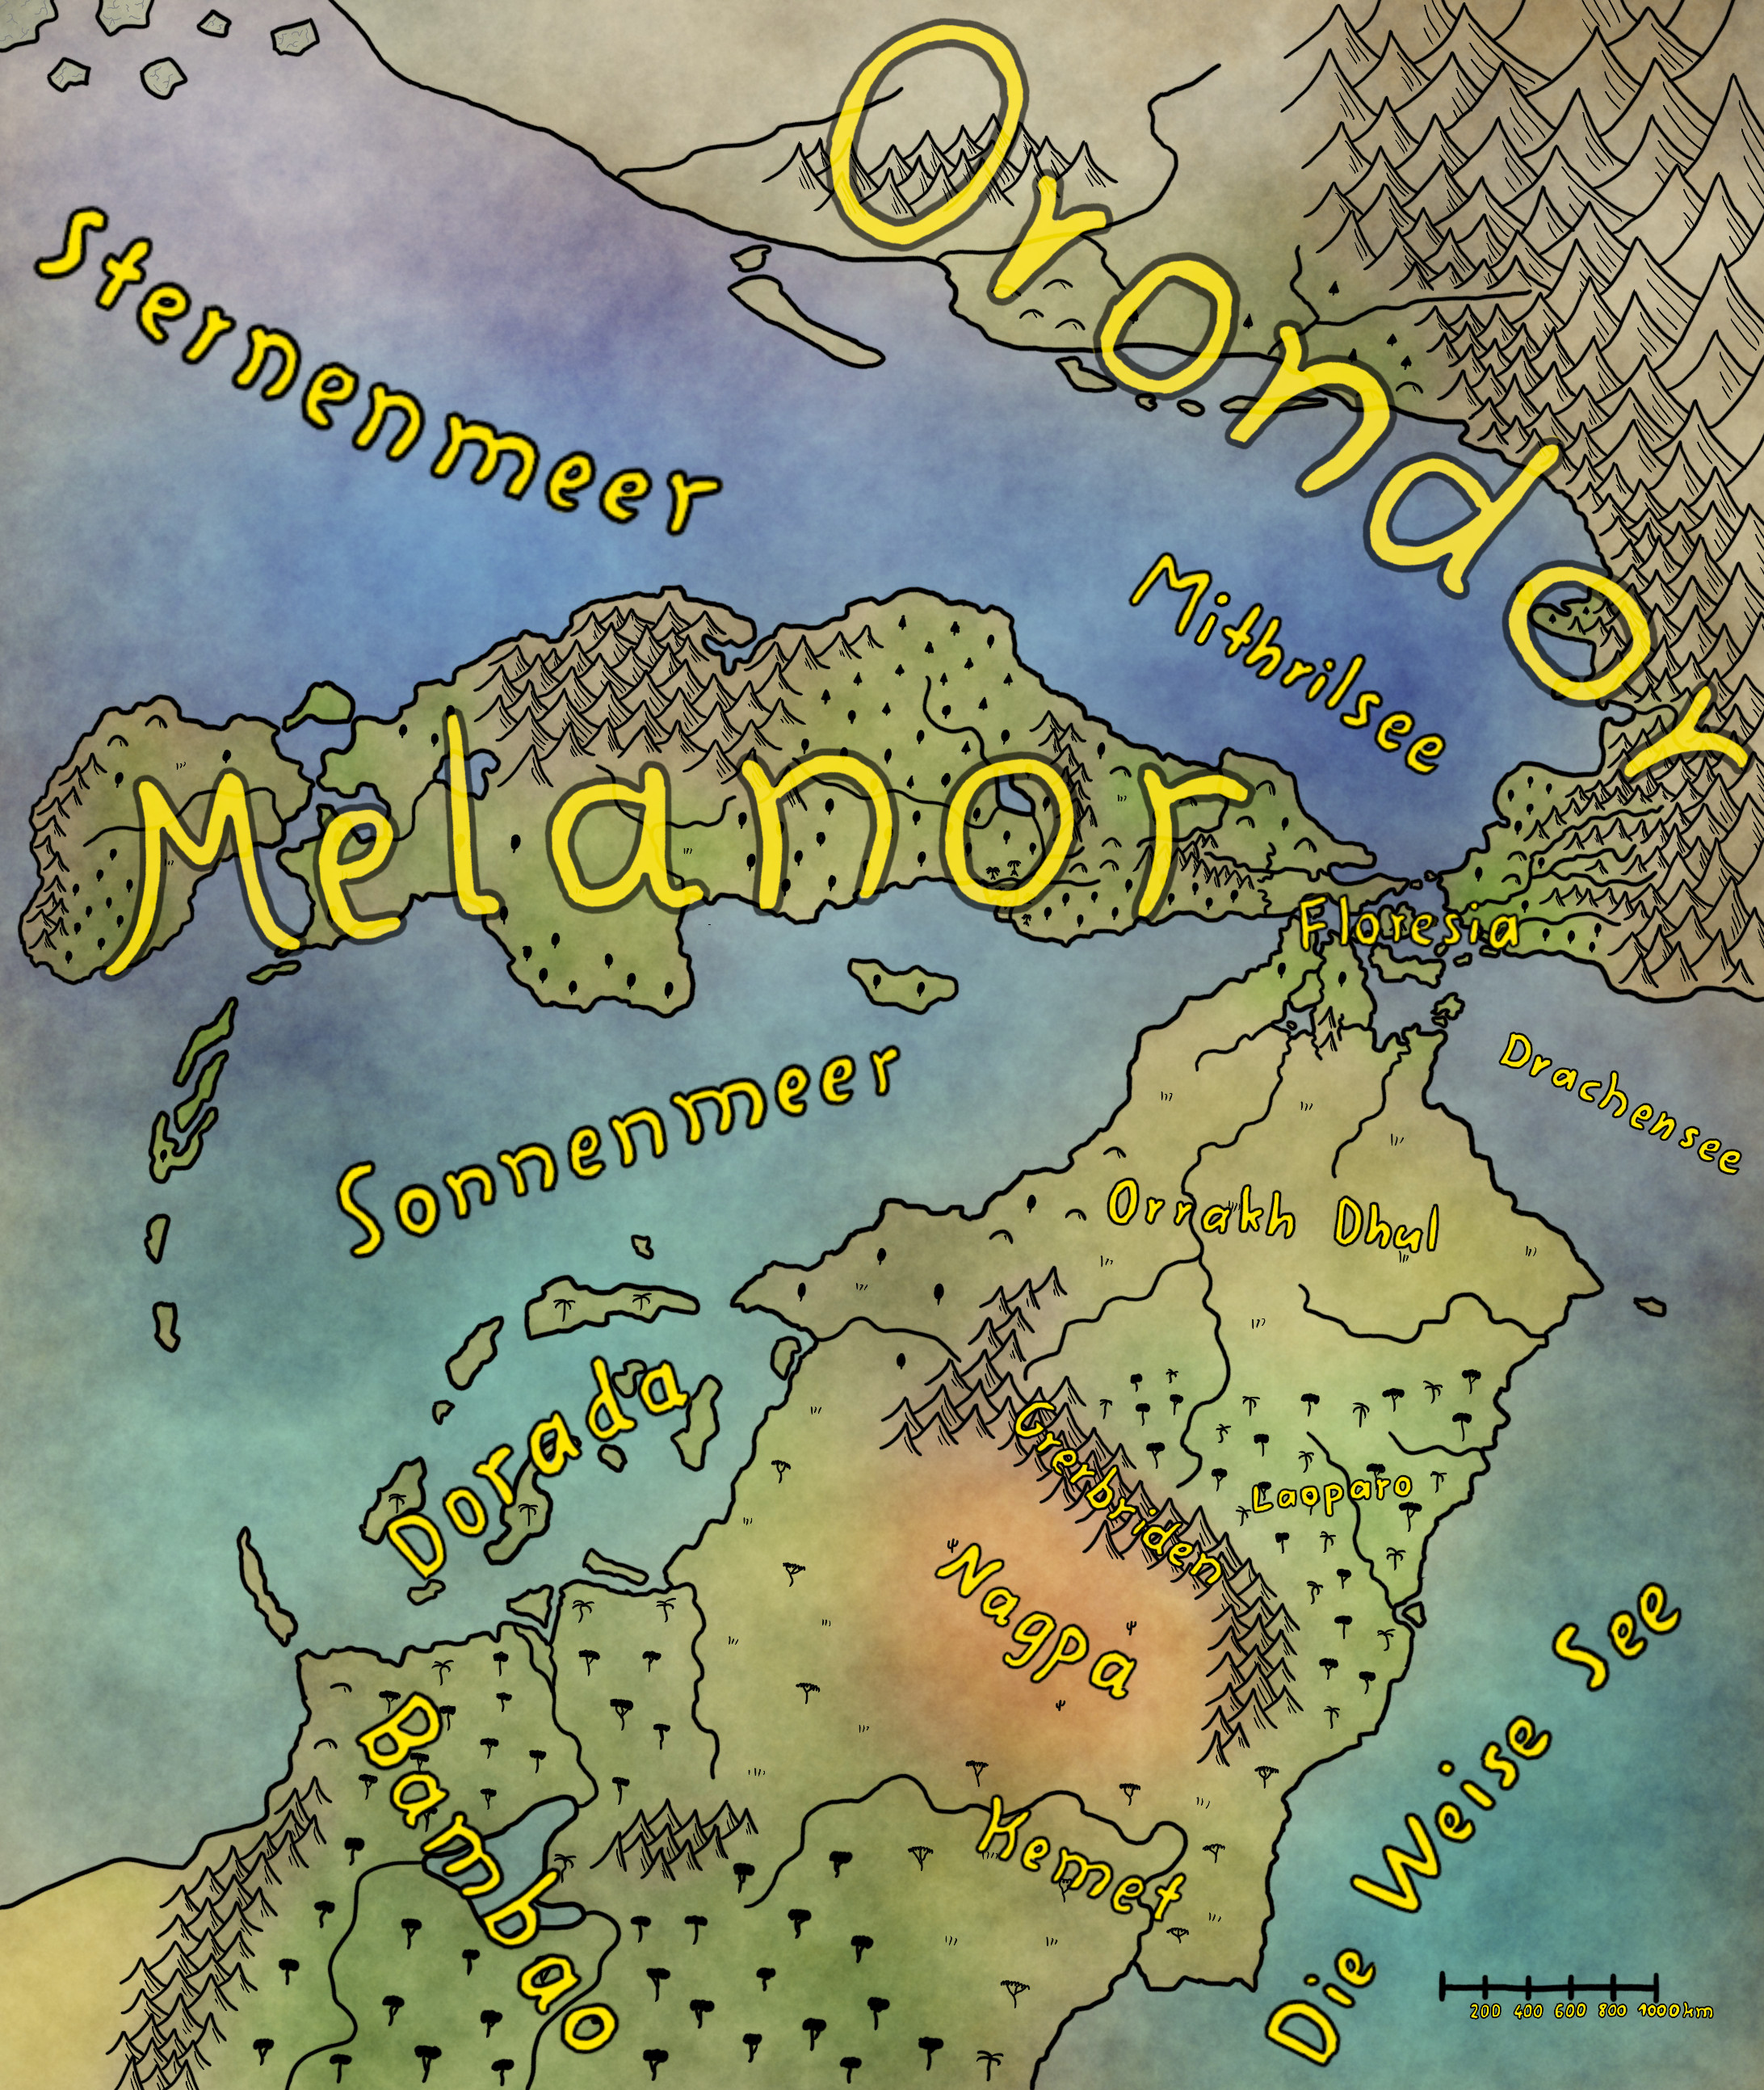 Orondor
Sternenmeer
Mithrilsee
Melanor
Floresia
Drachensee
Sonnenmeer
Orrakh Dhul
Dorada
Grerbriden
Laoparo
Nagpa
Die Weise See
Bambao
Kemet
200 400 600 800 1000 km